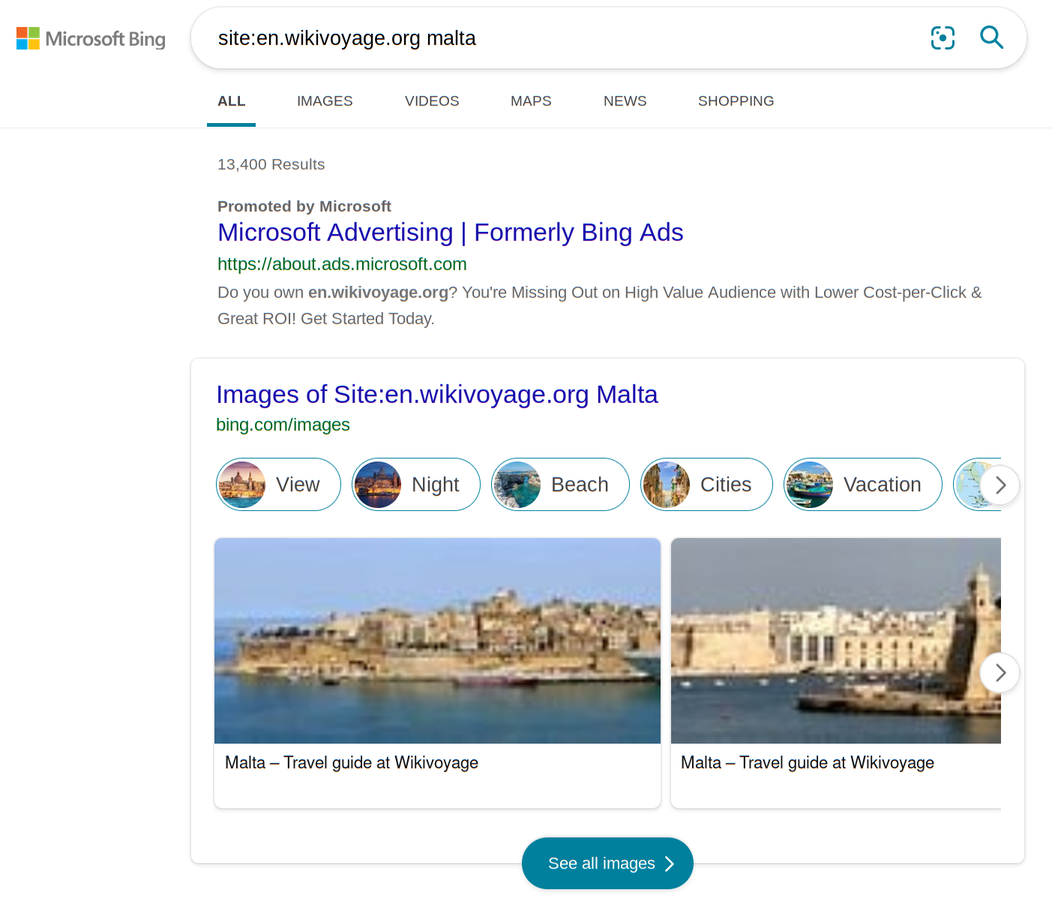 Microsoft Bing
site:en.wikivoyage.org malta
ALL IMAGES VIDEOS MAPS NEWS SHOPPING
13,400 Results
Promoted by Microsoft
Microsoft Advertising | Formerly Bing Ads
https://about.ads.microsoft.com
Do you own en.wikivoyage.org? You're Missing Out on High Value Audience with Lower Cost-per-Click &
Great ROI! Get Started Today.
Images of Site:en.wikivoyage.org Malta
bing.com/images
View Night Beach Cities Vacation
Malta – Travel guide at Wikivoyage Malta – Travel guide at Wikivoyage
See all images